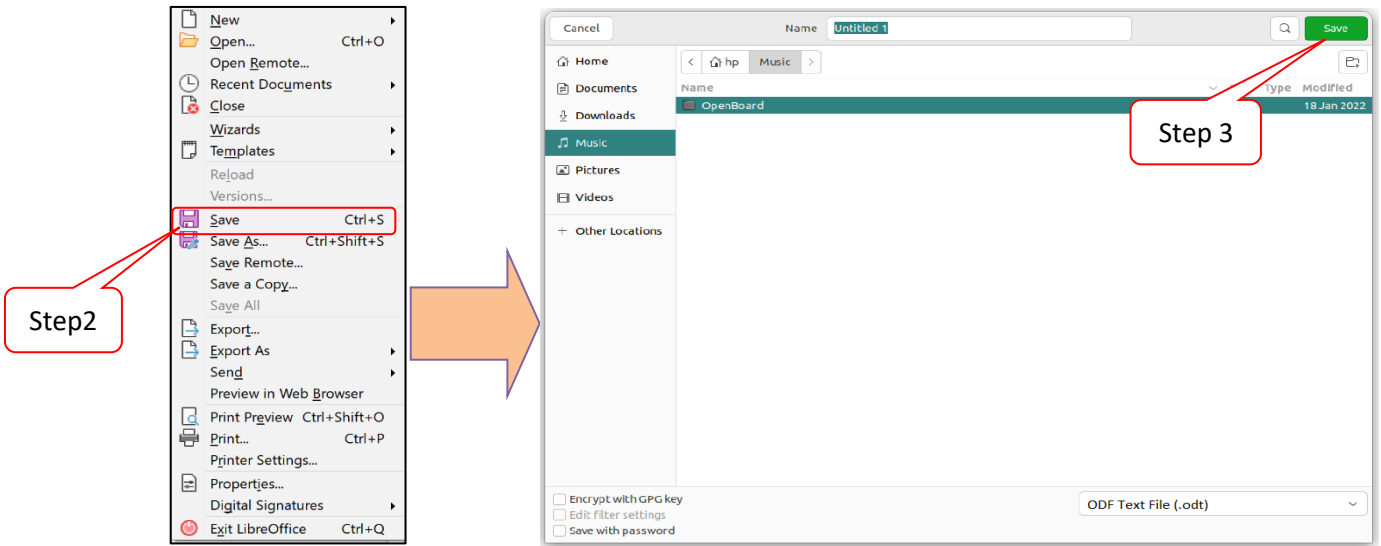 New
Open... Ctrl+O
Open Remote...
Recent Documents
Close
Wizards
Templates
Reload
Versions...
Save Ctrl+S
Save As... Ctrl+Shift+S
Save Remote...
Save a Copy...
Save All
Export...
Export As
Send
Preview in Web Browser
Print Preview Ctrl+Shift+O
Print... Ctrl+P
Printer Settings...
Properties...
Digital Signatures
Exit LibreOffice Ctrl+Q
Step2
Cancel Name Untitled 1 Save
Home
Documents
Downloads
Music
Pictures
Videos
+ Other Locations
hp Music
Name Type Modified
OpenBoard 18 Jan 2022
Step 3
Encrypt with GPG key
Edit filter settings
Save with password
ODF Text File (.odt)